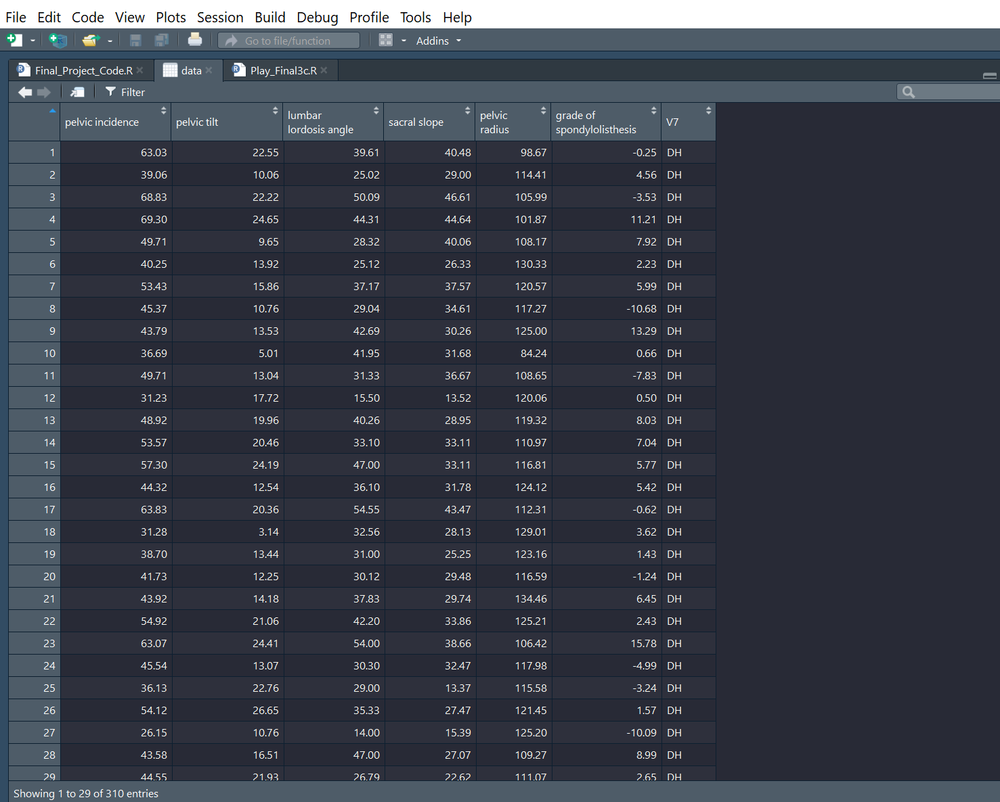 File Edit Code View Plots Session Build Debug Profile Tools Help
Go to file/function Addins
Final_Project_Code.R data Play_Final3c.R
Filter
pelvic incidence pelvic tilt lumbar lordosis angle sacral slope pelvic radius grade of spondylolisthesis V7
1 63.03 22.55 39.61 40.48 98.67 -0.25 DH
2 39.06 10.06 25.02 29.00 114.41 4.56 DH
3 68.83 22.22 50.09 46.61 105.99 -3.53 DH
4 69.30 24.65 44.31 44.64 101.87 11.21 DH
5 49.71 9.65 28.32 40.06 108.17 7.92 DH
6 40.25 13.92 25.12 26.33 130.33 2.23 DH
7 53.43 15.86 37.17 37.57 120.57 5.99 DH
8 45.37 10.76 29.04 34.61 117.27 -10.68 DH
9 43.79 13.53 42.69 30.26 125.00 13.29 DH
10 36.69 5.01 41.95 31.68 84.24 0.66 DH
11 49.71 13.04 31.33 36.67 108.65 -7.83 DH
12 31.23 17.72 15.50 13.52 120.06 0.50 DH
13 48.92 19.96 40.26 28.95 119.32 8.03 DH
14 53.57 20.46 33.10 33.11 110.97 7.04 DH
15 57.30 24.19 47.00 33.11 116.81 5.77 DH
16 44.32 12.54 36.10 31.78 124.12 5.42 DH
17 63.83 20.36 54.55 43.47 112.31 -0.62 DH
18 31.28 3.14 32.56 28.13 129.01 3.62 DH
19 38.70 13.44 31.00 25.25 123.16 1.43 DH
20 41.73 12.25 30.12 29.48 116.59 -1.24 DH
21 43.92 14.18 37.83 29.74 134.46 6.45 DH
22 54.92 21.06 42.20 33.86 125.21 2.43 DH
23 63.07 24.41 54.00 38.66 106.42 15.78 DH
24 45.54 13.07 30.30 32.47 117.98 -4.99 DH
25 36.13 22.76 29.00 13.37 115.58 -3.24 DH
26 54.12 26.65 35.33 27.47 121.45 1.57 DH
27 26.15 10.76 14.00 15.39 125.20 -10.09 DH
28 43.58 16.51 47.00 27.07 109.27 8.99 DH
29 44.55 21.93 26.79 22.62 111.07 2.65 DH
Showing 1 to 29 of 310 entries